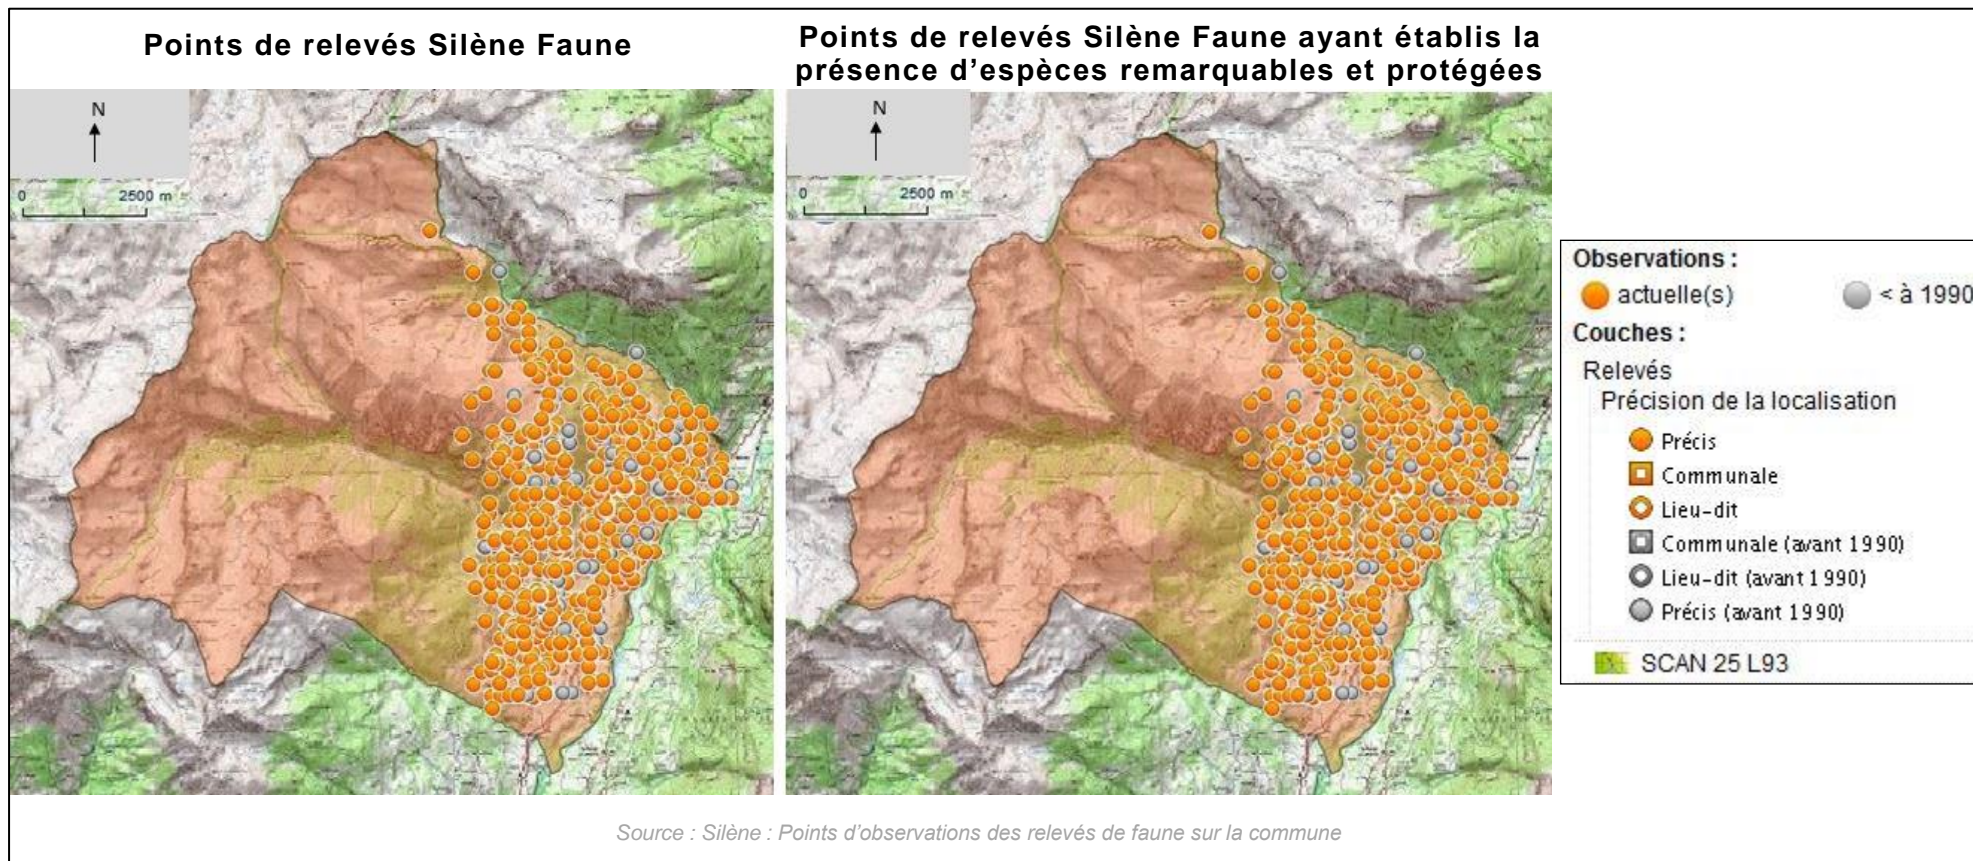 Points de relevés Silène Faune
Points de relevés Silène Faune ayant établis la
présence d’espèces remarquables et protégées
N
0 2500 m
N
0 2500 m
Observations :
actuelle(s) < à 1990
Couches :
Relevés
Précision de la localisation
Précis
Communale
Lieu-dit
Communale (avant 1990)
Lieu-dit (avant 1990)
Précis (avant 1990)
SCAN 25 L93
Source : Silène : Points d’observations des relevés de faune sur la commune